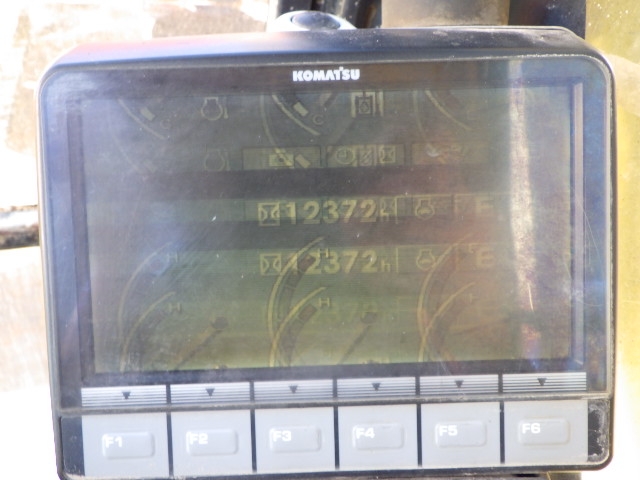 KOMATSU
C
12372h E
H
12372h E
H
F1 F2 F3 F4 F5 F6